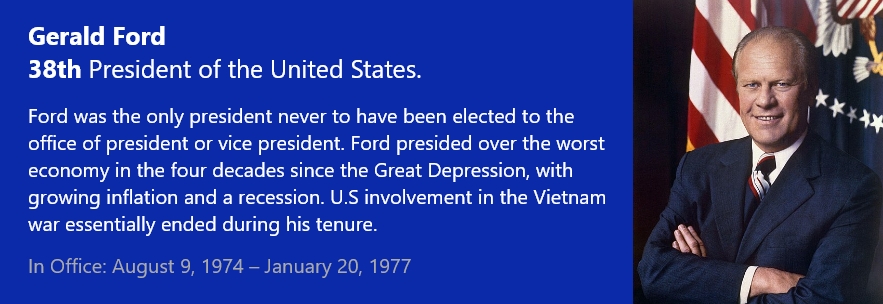 Gerald Ford
38th President of the United States.
Ford was the only president never to have been elected to the
office of president or vice president. Ford presided over the worst
economy in the four decades since the Great Depression, with
growing inflation and a recession. U.S involvement in the Vietnam
war essentially ended during his tenure.
In Office: August 9, 1974 – January 20, 1977